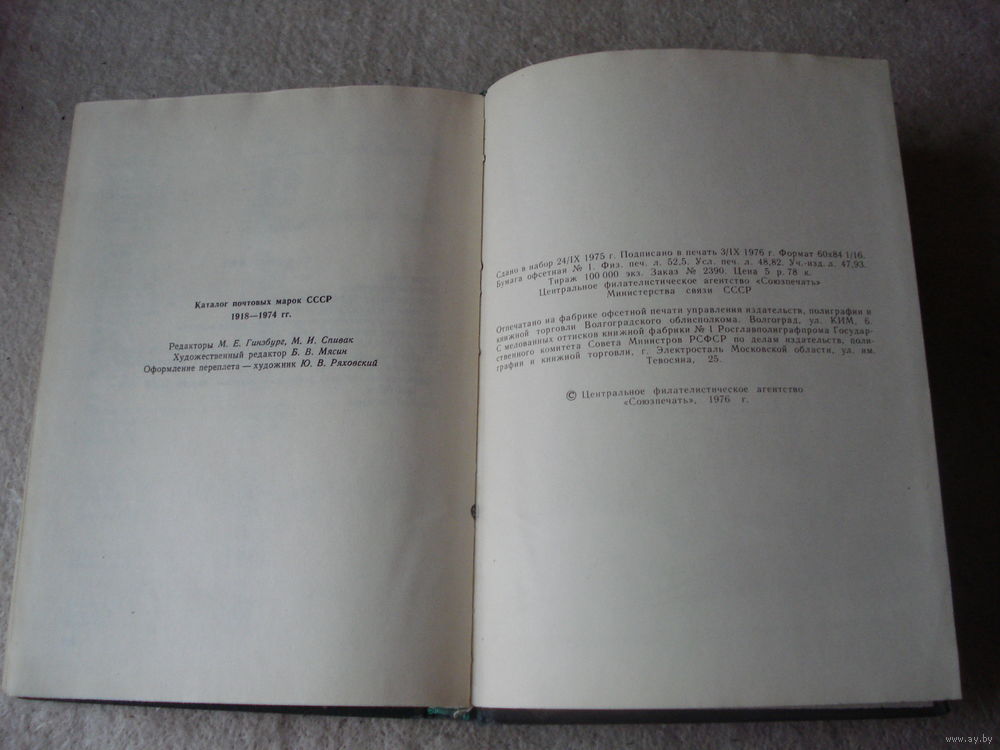 Каталог почтовых марок СССР
1918—1974 гг.
Редакторы М. Е. Гинзбург, М. И. Спивак
Художественный редактор Б. В. Мясин
Оформление переплета — художник Ю. В. Ряховский
Сдано в набор 24/IX 1975 г. Подписано в печать 3/IX 1976 г. Формат 60х84 1/16.
Бумага офсетная № 1. Физ. печ. л. 52,5. Усл. печ. л. 48,82. Уч.-изд. л. 47,93.
Тираж 100 000 экз. Заказ № 2390. Цена 5 р. 78 к.
Центральное филателистическое агентство «Союзпечать»
Министерства связи СССР
Отпечатано на фабрике офсетной печати управления издательств, полиграфии и
книжной торговли Волгоградского облисполкома. Волгоград, ул. КИМ, 6.
С мелованных оттисков книжной фабрики № 1 Росглавполиграфпрома Государ-
ственного комитета Совета Министров РСФСР по делам издательств, поли-
графии и книжной торговли, г. Электросталь Московской области, ул. им.
Тевосяна, 25.
© Центральное филателистическое агентство
«Союзпечать», 1976 г.
www.ay.by